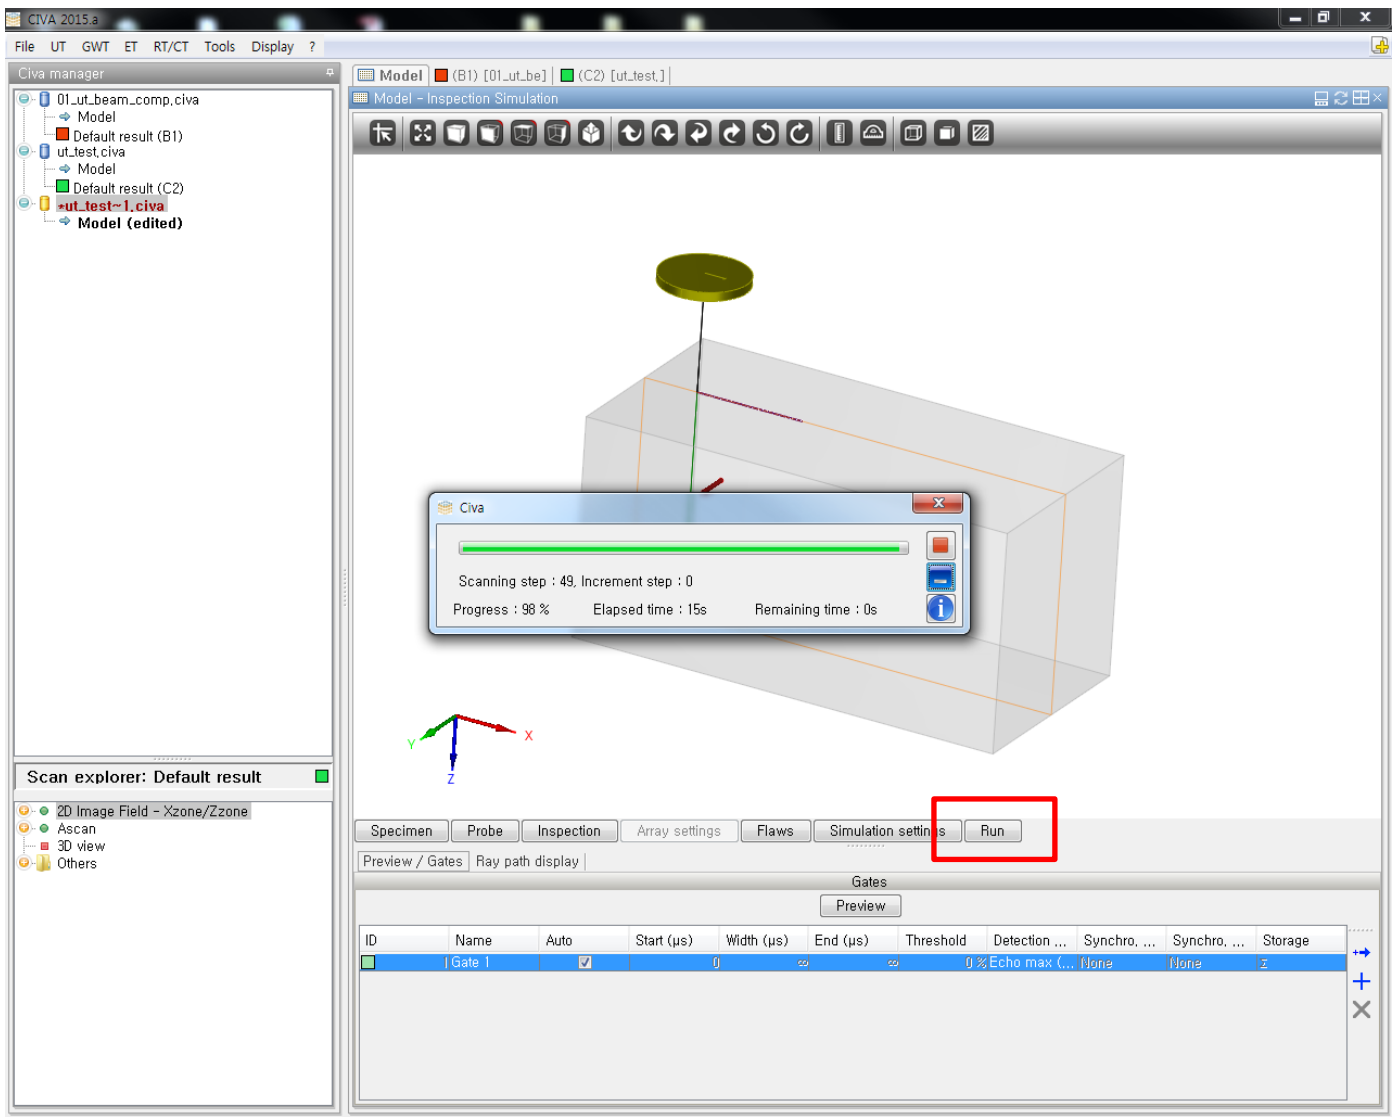 CIVA 2015.a
File UT GWT ET RT/CT Tools Display ?
Civa manager
01_ut_beam_comp,civa
Model
Default result (B1)
ut_test,civa
Model
Default result (C2)
*ut_test~1,civa
Model (edited)
Scan explorer: Default result
2D Image Field - Xzone/Zzone
Ascan
3D view
Others
Model (B1) [01_ut_be] (C2) [ut_test,]
Model - Inspection Simulation
Civa
Scanning step : 49, Increment step : 0
Progress : 98 % Elapsed time : 15s Remaining time : 0s
X
Y
Z
Specimen Probe Inspection Array settings Flaws Simulation settings Run
Preview / Gates Ray path display
Gates
Preview
ID Name Auto Start (μs) Width (μs) End (μs) Threshold Detection ... Synchro, ... Synchro, ... Storage
Gate 1 0 ∞ ∞ 0 % Echo max (... None None Σ